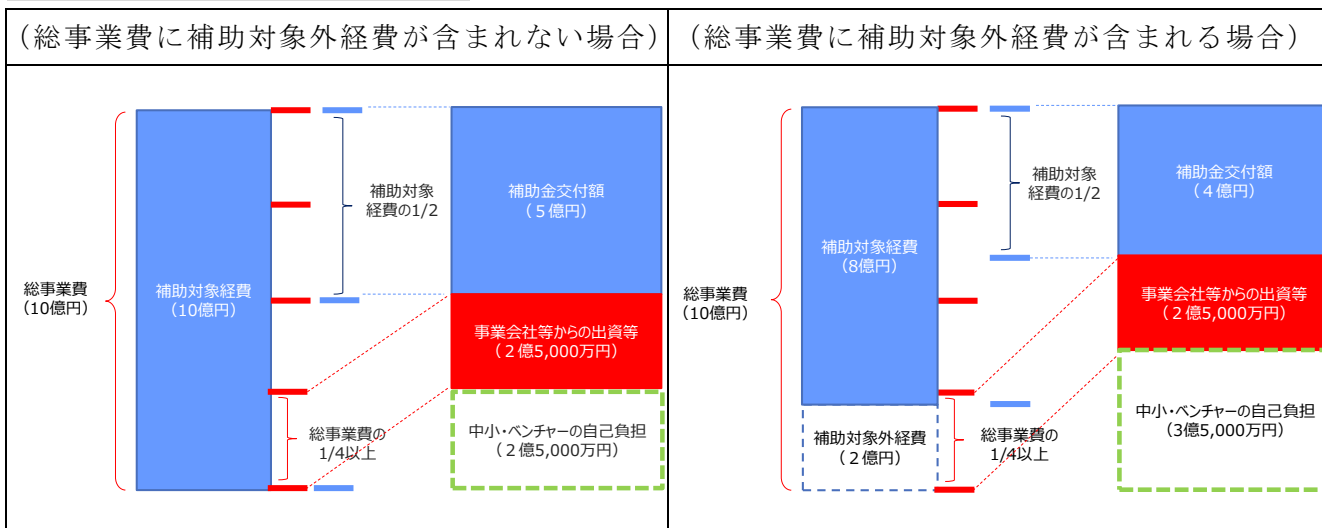 (総事業費に補助対象外経費が含まれない場合)
総事業費
(10億円)
補助対象経費
(10億円)
補助対象
経費の1/2
総事業費の
1/4以上
補助金交付額
(5億円)
事業会社等からの出資等
(2億5,000万円)
中小・ベンチャーの自己負担
(2億5,000万円)
(総事業費に補助対象外経費が含まれる場合)
総事業費
(10億円)
補助対象経費
(8億円)
補助対象外経費
(2億円)
補助対象
経費の1/2
総事業費の
1/4以上
補助金交付額
(4億円)
事業会社等からの出資等
(2億5,000万円)
中小・ベンチャーの自己負担
(3億5,000万円)